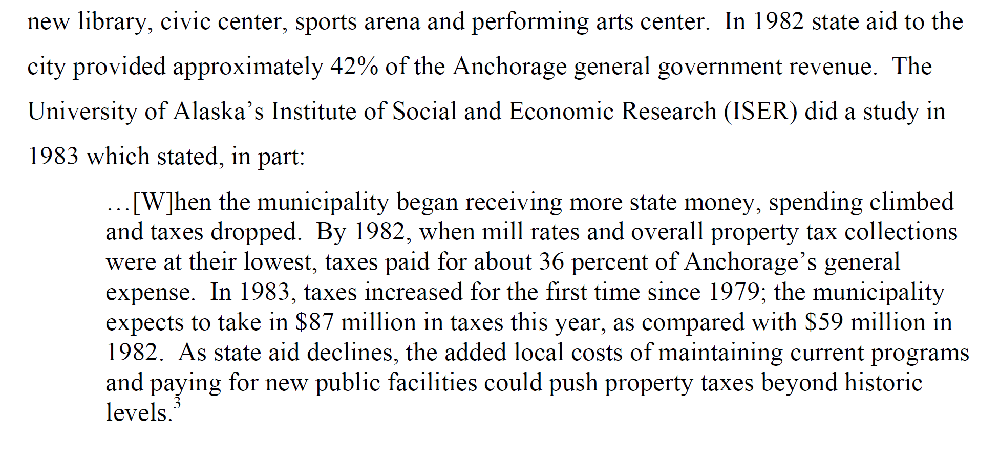 new library, civic center, sports arena and performing arts center.  In 1982 state aid to the
city provided approximately 42% of the Anchorage general government revenue.  The
University of Alaska’s Institute of Social and Economic Research (ISER) did a study in
1983 which stated, in part:
…[W]hen the municipality began receiving more state money, spending climbed
and taxes dropped.  By 1982, when mill rates and overall property tax collections
were at their lowest, taxes paid for about 36 percent of Anchorage’s general
expense.  In 1983, taxes increased for the first time since 1979; the municipality
expects to take in $87 million in taxes this year, as compared with $59 million in
1982.  As state aid declines, the added local costs of maintaining current programs
and paying for new public facilities could push property taxes beyond historic
levels.3